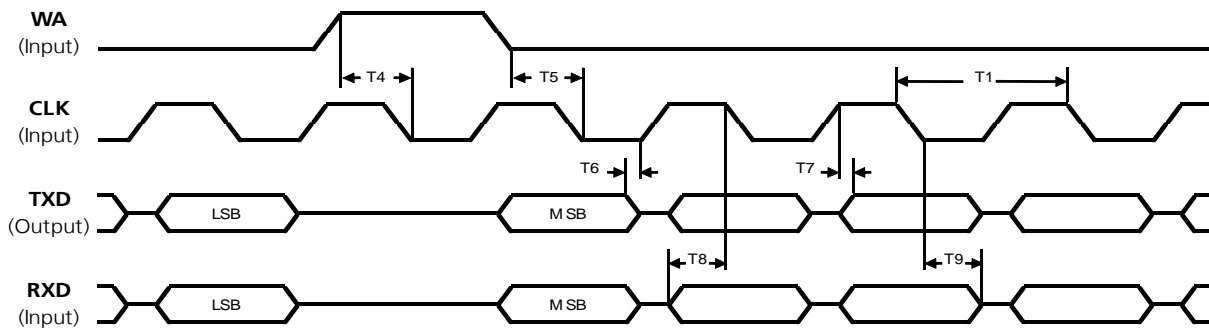 WA
(Input)
T4
T5
T1
CLK
(Input)
T6
T7
TXD
(Output)
LSB
MSB
T8
T9
RXD
(Input)
LSB
MSB